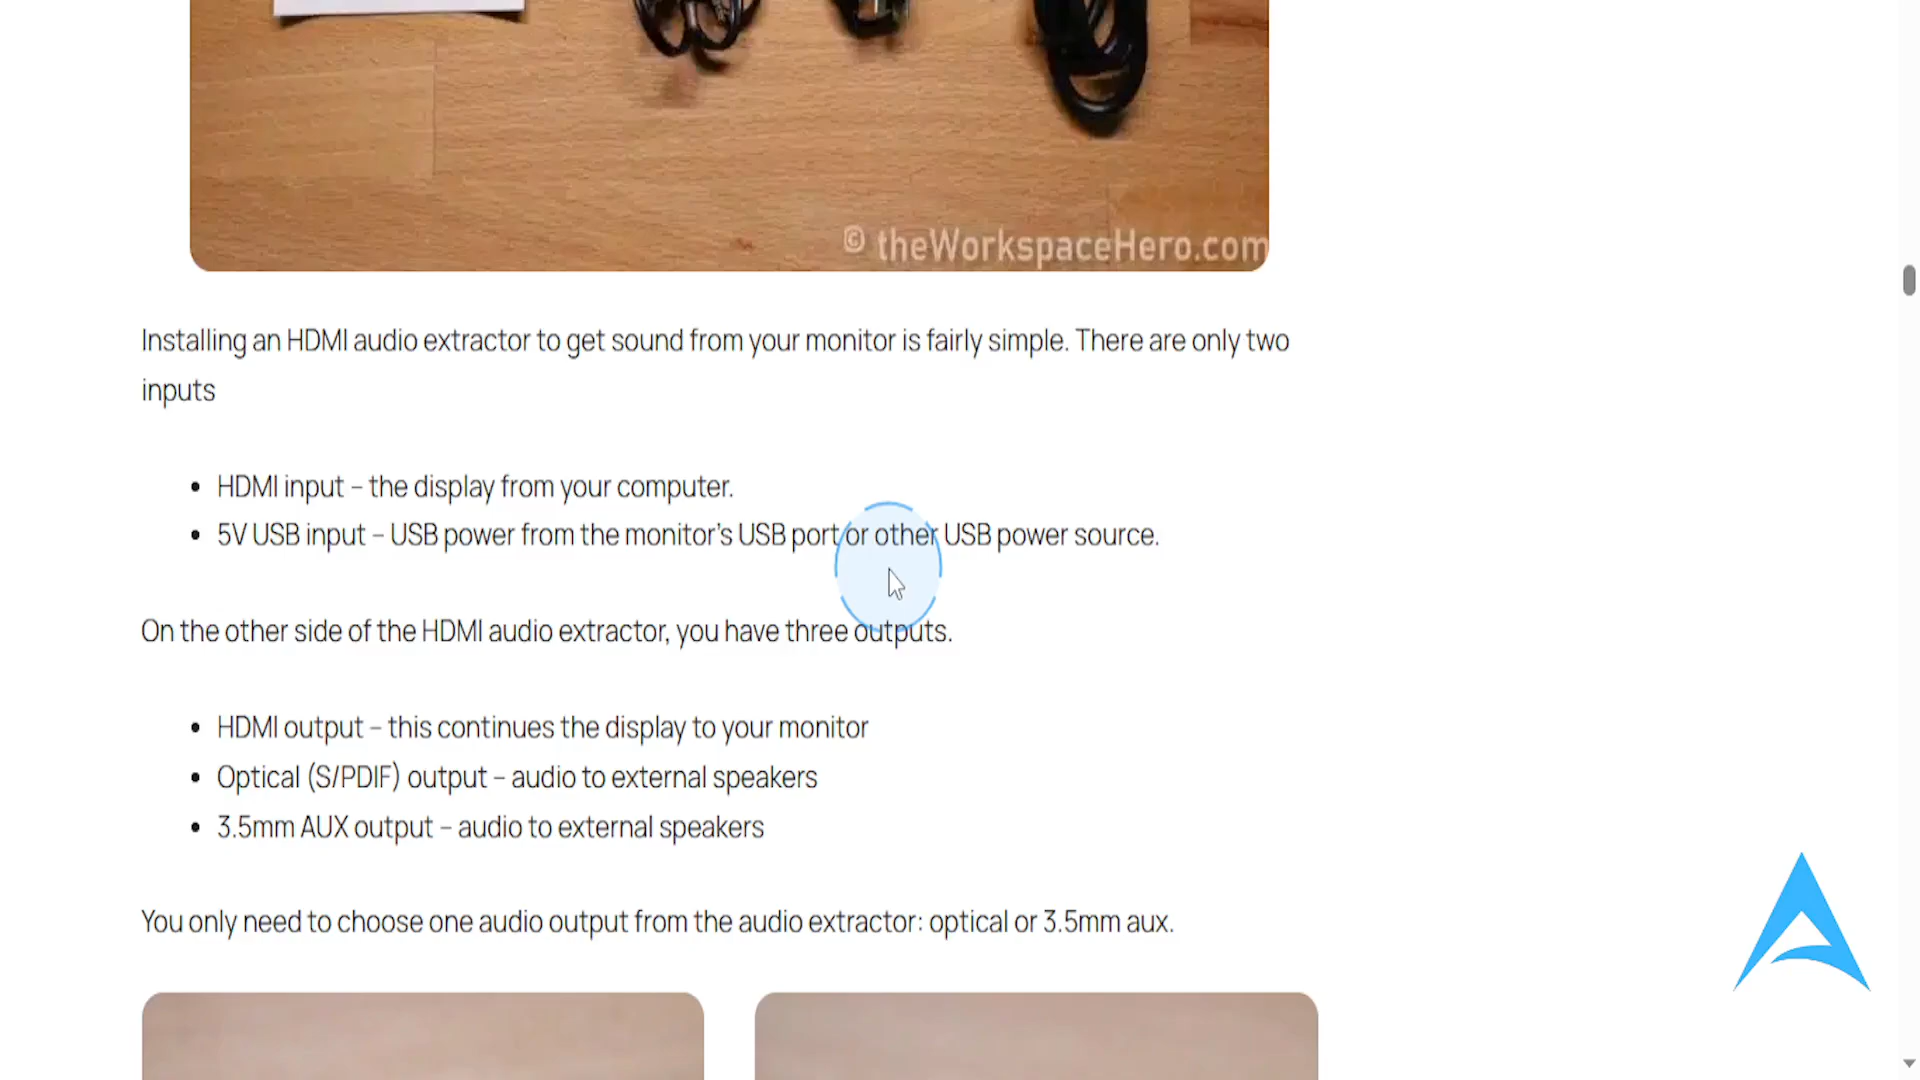 © theWorkspaceHero.com
Installing an HDMI audio extractor to get sound from your monitor is fairly simple. There are only two
inputs
• HDMI input – the display from your computer.
• 5V USB input – USB power from the monitor’s USB port or other USB power source.
On the other side of the HDMI audio extractor, you have three outputs.
• HDMI output – this continues the display to your monitor
• Optical (S/PDIF) output – audio to external speakers
• 3.5mm AUX output – audio to external speakers
You only need to choose one audio output from the audio extractor: optical or 3.5mm aux.